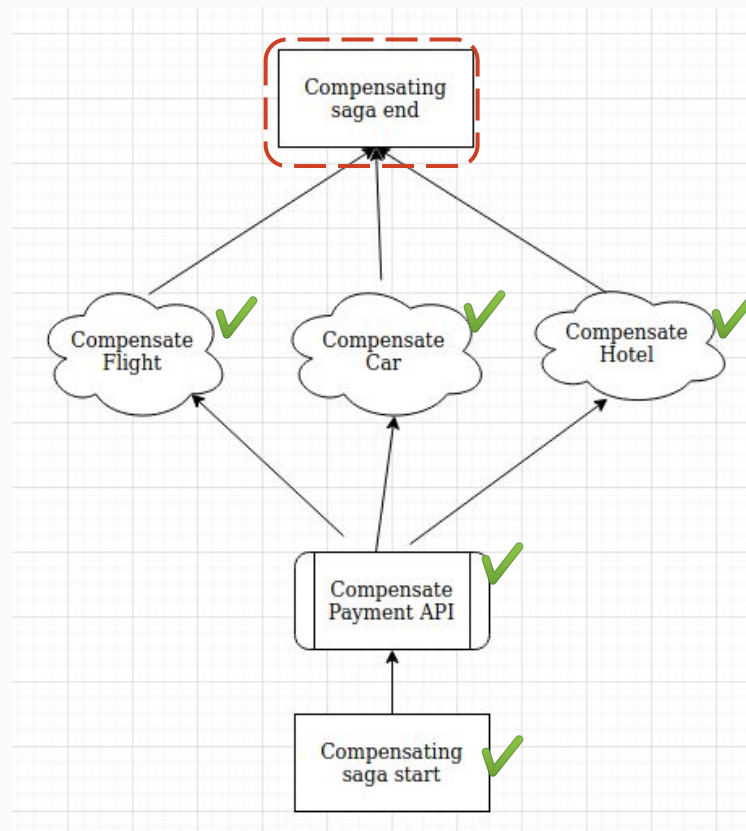 Compensating
saga end
Compensate
Flight
Compensate
Car
Compensate
Hotel
Compensate
Payment API
Compensating
saga start